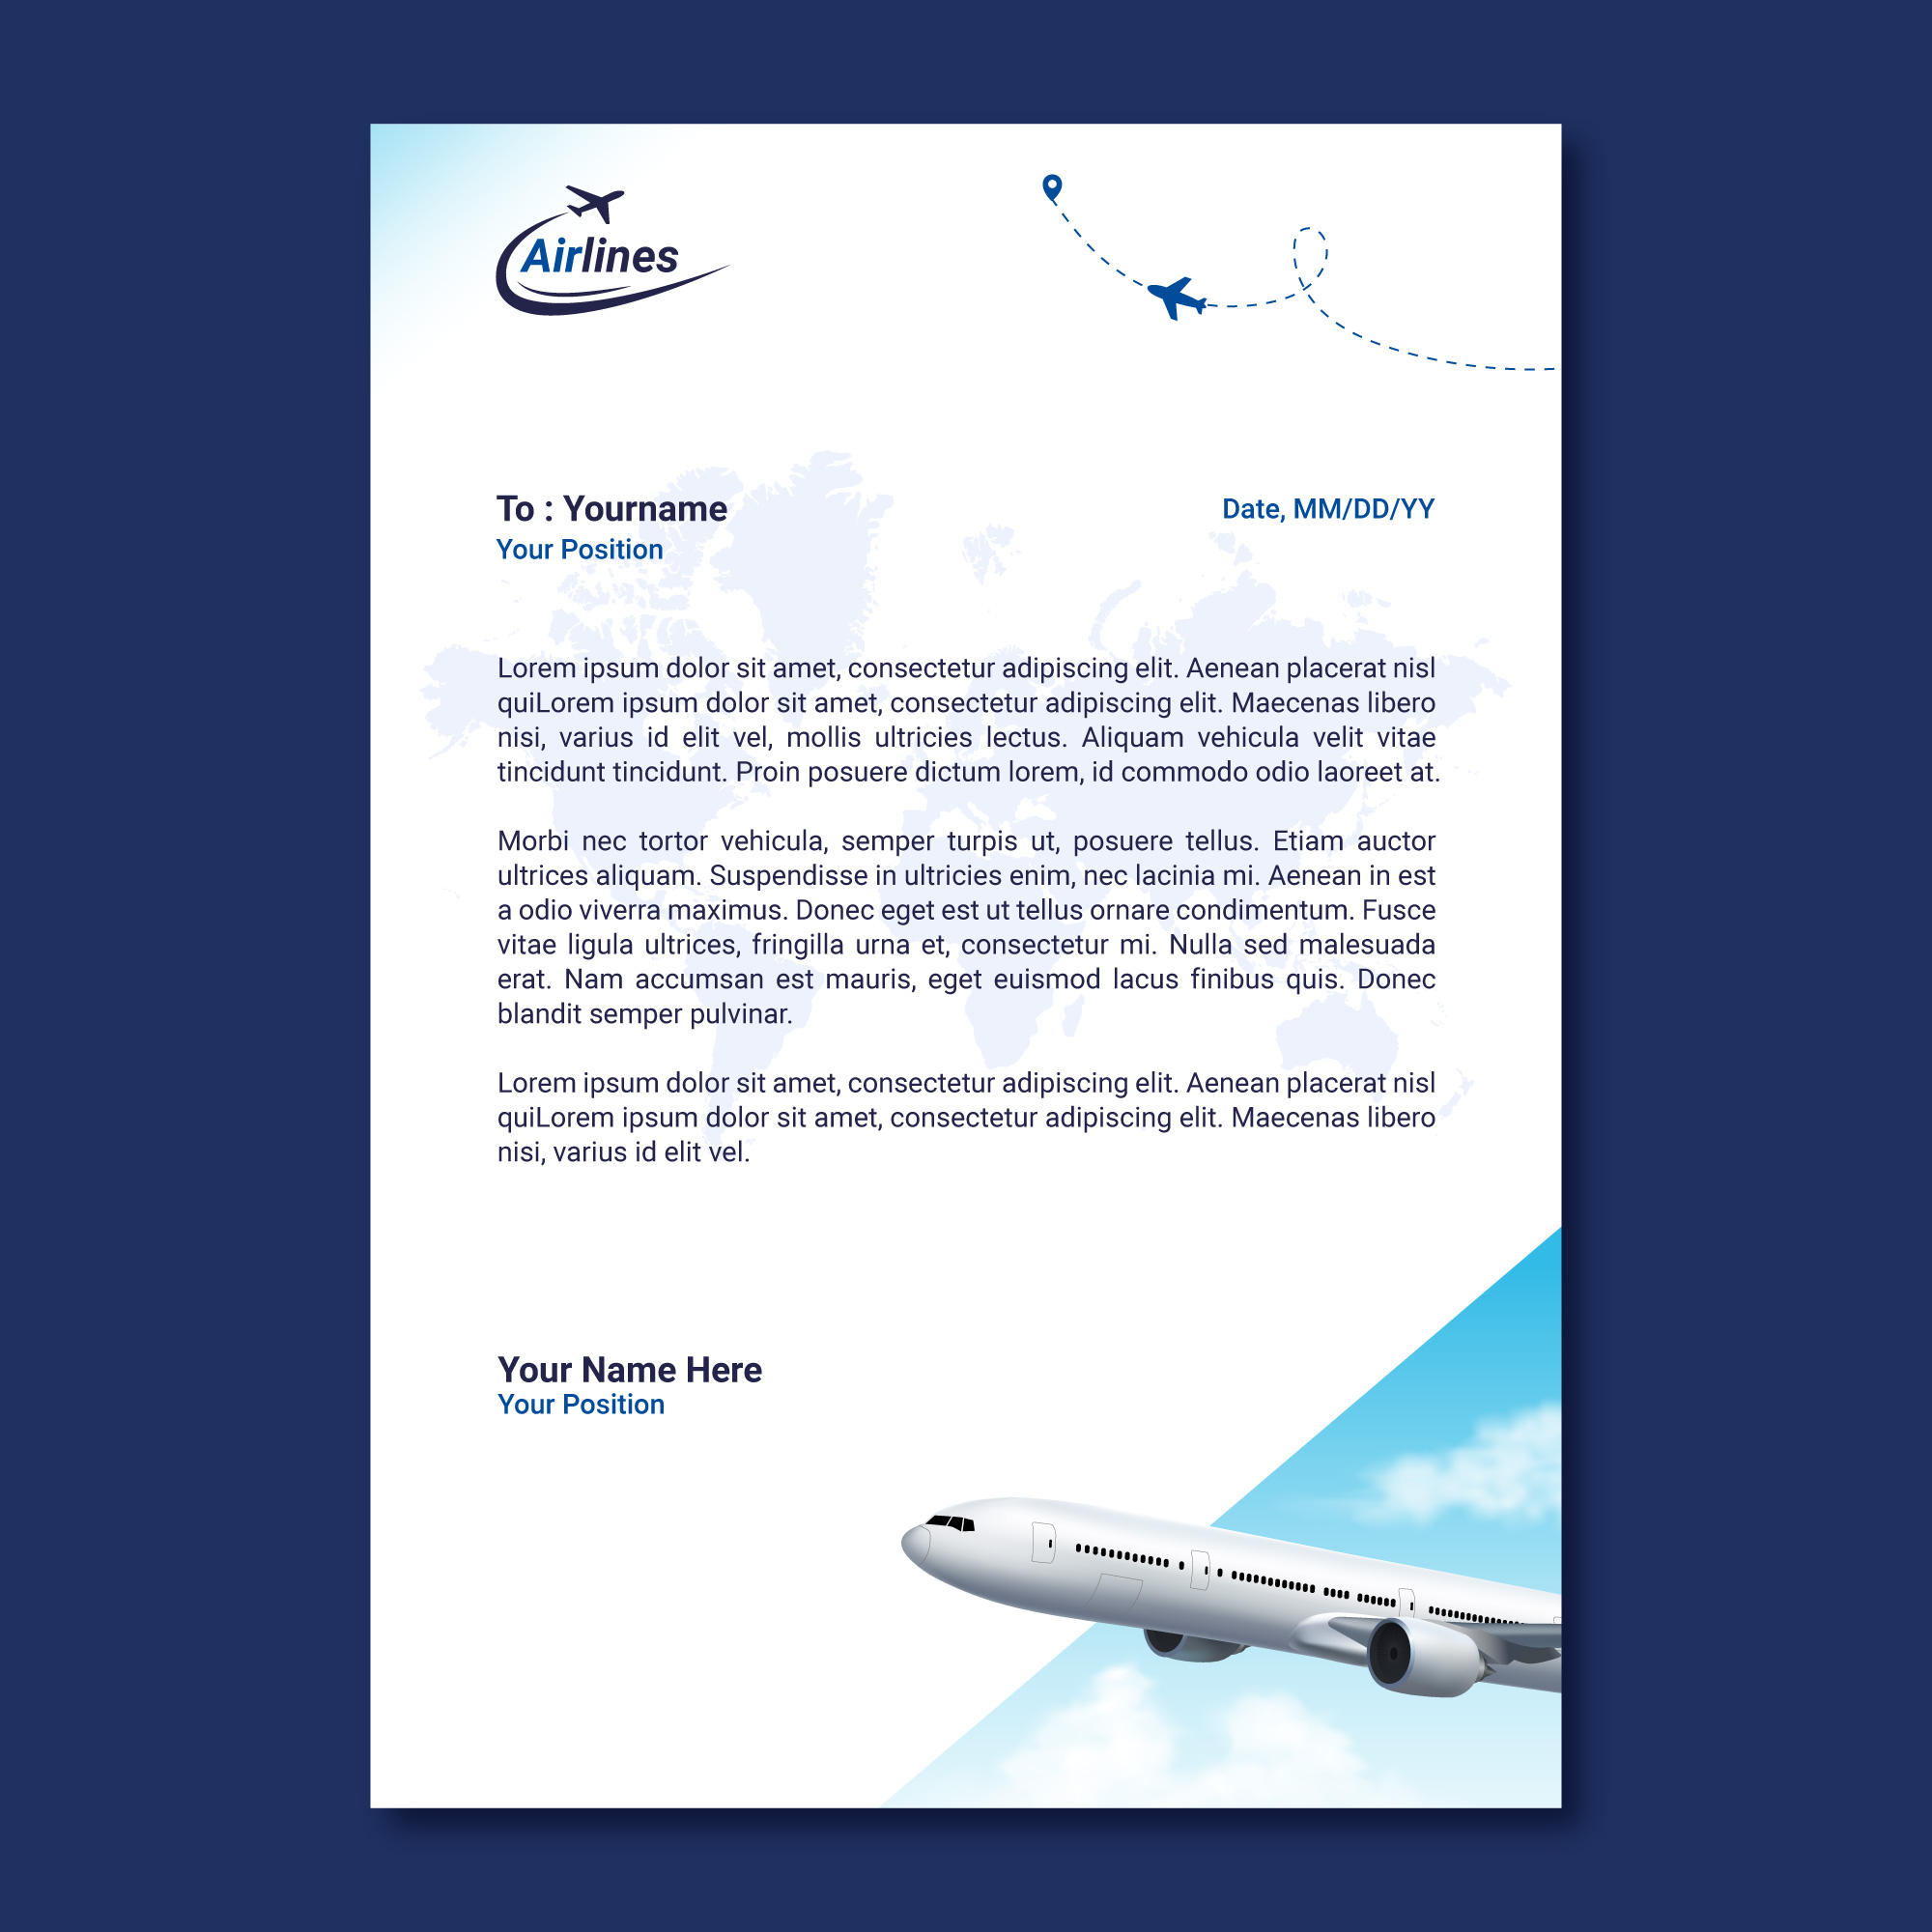 Airlines
To : Yourname
Date, MM/DD/YY
Your Position
Lorem ipsum dolor sit amet, consectetur adipiscing elit. Aenean placerat nisl
quiLorem ipsum dolor sit amet, consectetur adipiscing elit. Maecenas libero
nisi, varius id elit vel, mollis ultricies lectus. Aliquam vehicula velit vitae
tincidunt tincidunt. Proin posuere dictum lorem, id commodo odio laoreet at.
Morbi nec tortor vehicula, semper turpis ut, posuere tellus. Etiam auctor
ultrices aliquam. Suspendisse in ultricies enim, nec lacinia mi. Aenean in est
a odio viverra maximus. Donec eget est ut tellus ornare condimentum. Fusce
vitae ligula ultrices, fringilla urna et, consectetur mi. Nulla sed malesuada
erat. Nam accumsan est mauris, eget euismod lacus finibus quis. Donec
blandit semper pulvinar.
Lorem ipsum dolor sit amet, consectetur adipiscing elit. Aenean placerat nisl
quiLorem ipsum dolor sit amet, consectetur adipiscing elit. Maecenas libero
nisi, varius id elit vel.
Your Name Here
Your Position